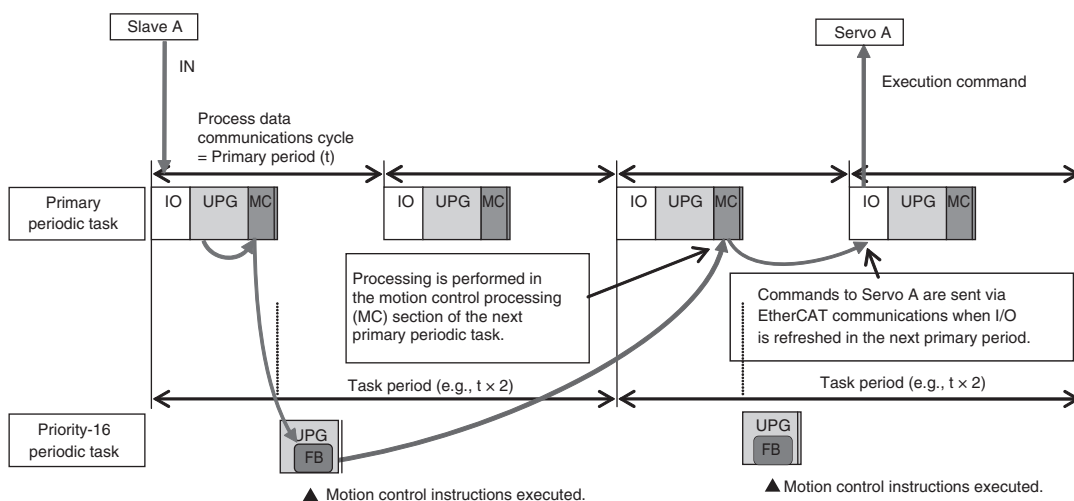 Slave A
Servo A
IN
Execution command
Process data
communications cycle
= Primary period (t)
Primary
periodic task
IO UPG MC
IO UPG MC
IO UPG MC
IO UPG MC
Processing is performed in
the motion control processing
(MC) section of the next
primary periodic task.
Commands to Servo A are sent via
EtherCAT communications when I/O
is refreshed in the next primary period.
Task period (e.g., t × 2)
Task period (e.g., t × 2)
Priority-16
periodic task
UPG
FB
UPG
FB
▲ Motion control instructions executed.
▲ Motion control instructions executed.